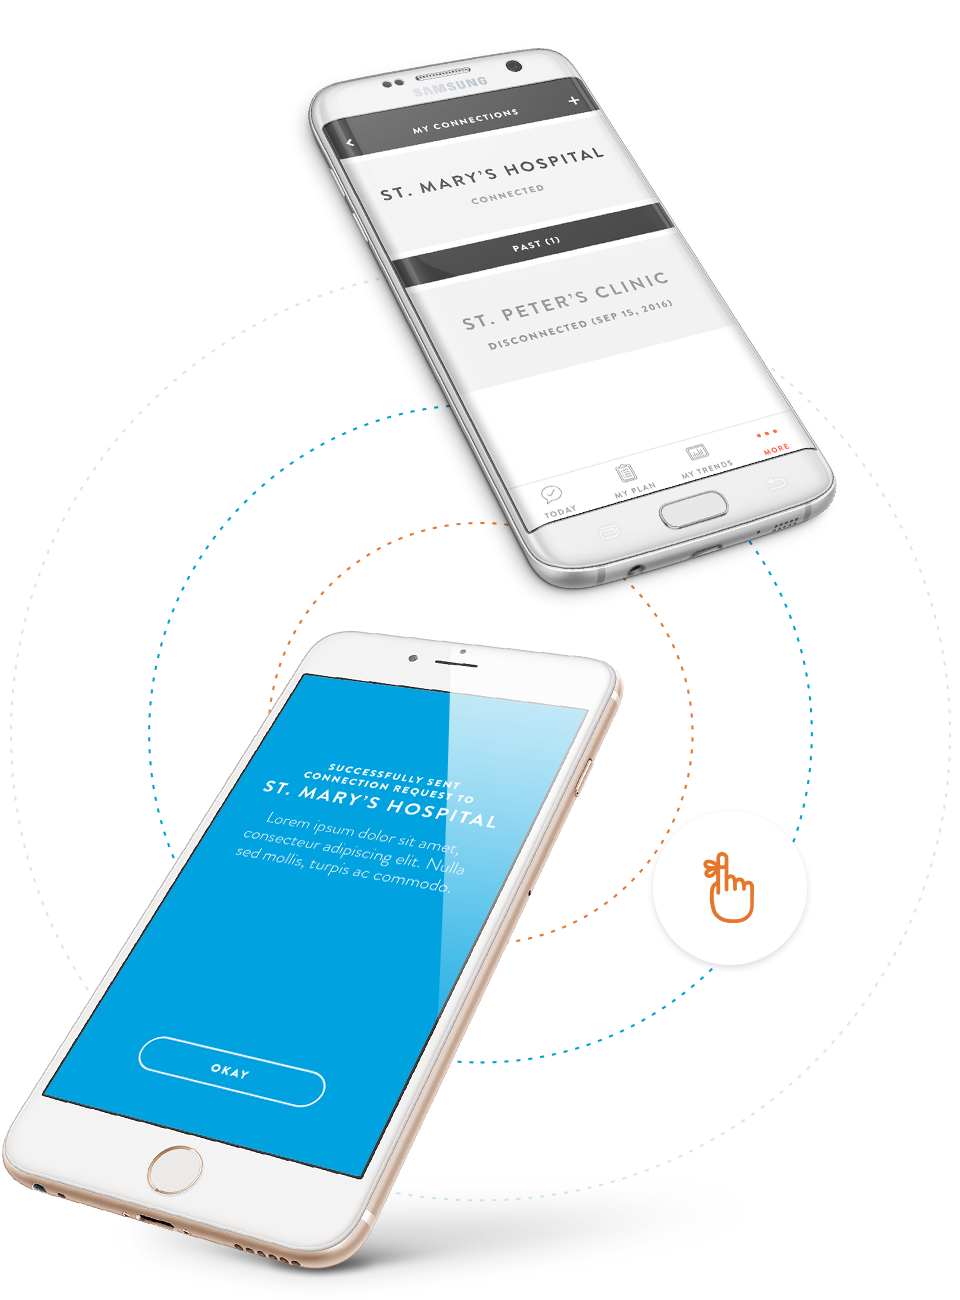 SAMSUNG
MY CONNECTIONS
ST. MARY'S HOSPITAL
CONNECTED
PAST (1)
ST. PETER'S CLINIC
DISCONNECTED (SEP 15, 2016)
TODAY
MY PLAN
MY TRENDS
MORE
SUCCESSFULLY SENT
CONNECTION REQUEST TO
ST. MARY'S HOSPITAL
Lorem ipsum dolor sit amet,
consecteur adipiscing elit. Nulla
sed mollis, turpis ac commodo.
OKAY